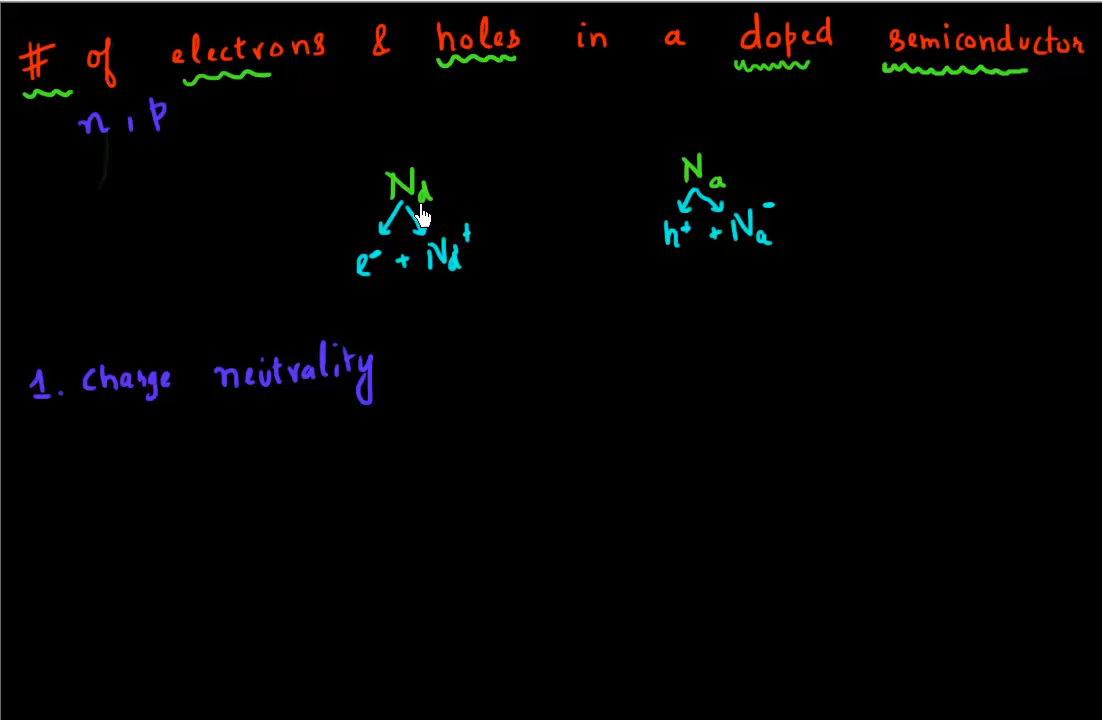 # of electrons & holes in a doped semiconductor
n, p
Nd Na
e⁻ + Nd⁺ h⁺ + Na⁻
1. Charge neutrality